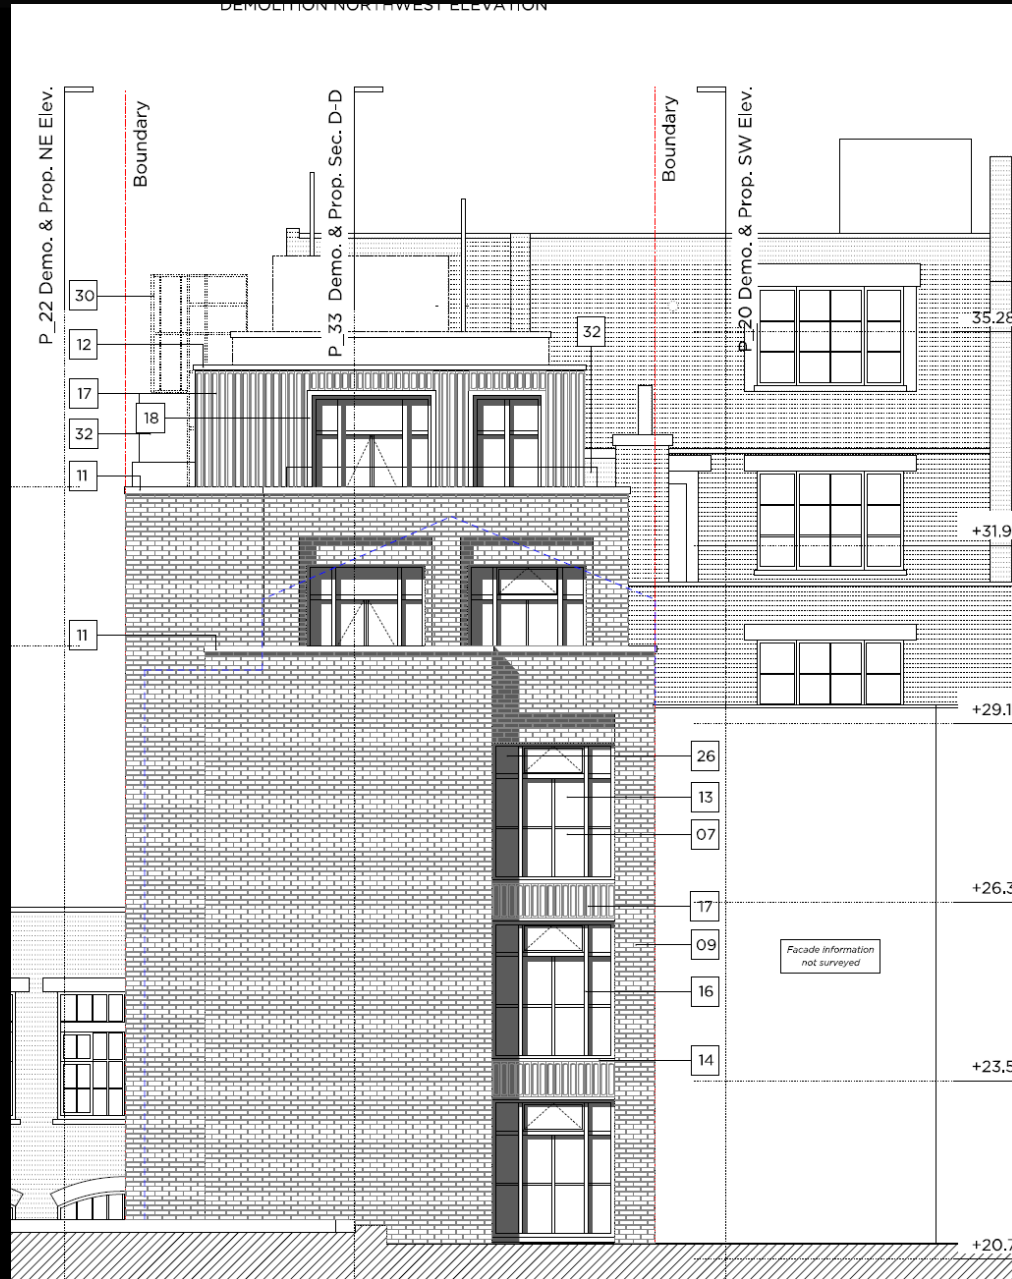 DEMOLITION NORTHWEST ELEVATION
P_22 Demo. & Prop. NE Elev.
Boundary
P_33 Demo. & Prop. Sec. D-D
Boundary
P_20 Demo. & Prop. SW Elev.
30
12
17
18
32
11
32
11
35.28
+31.9
+29.1
26
13
07
+26.3
17
09
Facade information
not surveyed
16
14
+23.5
+20.7